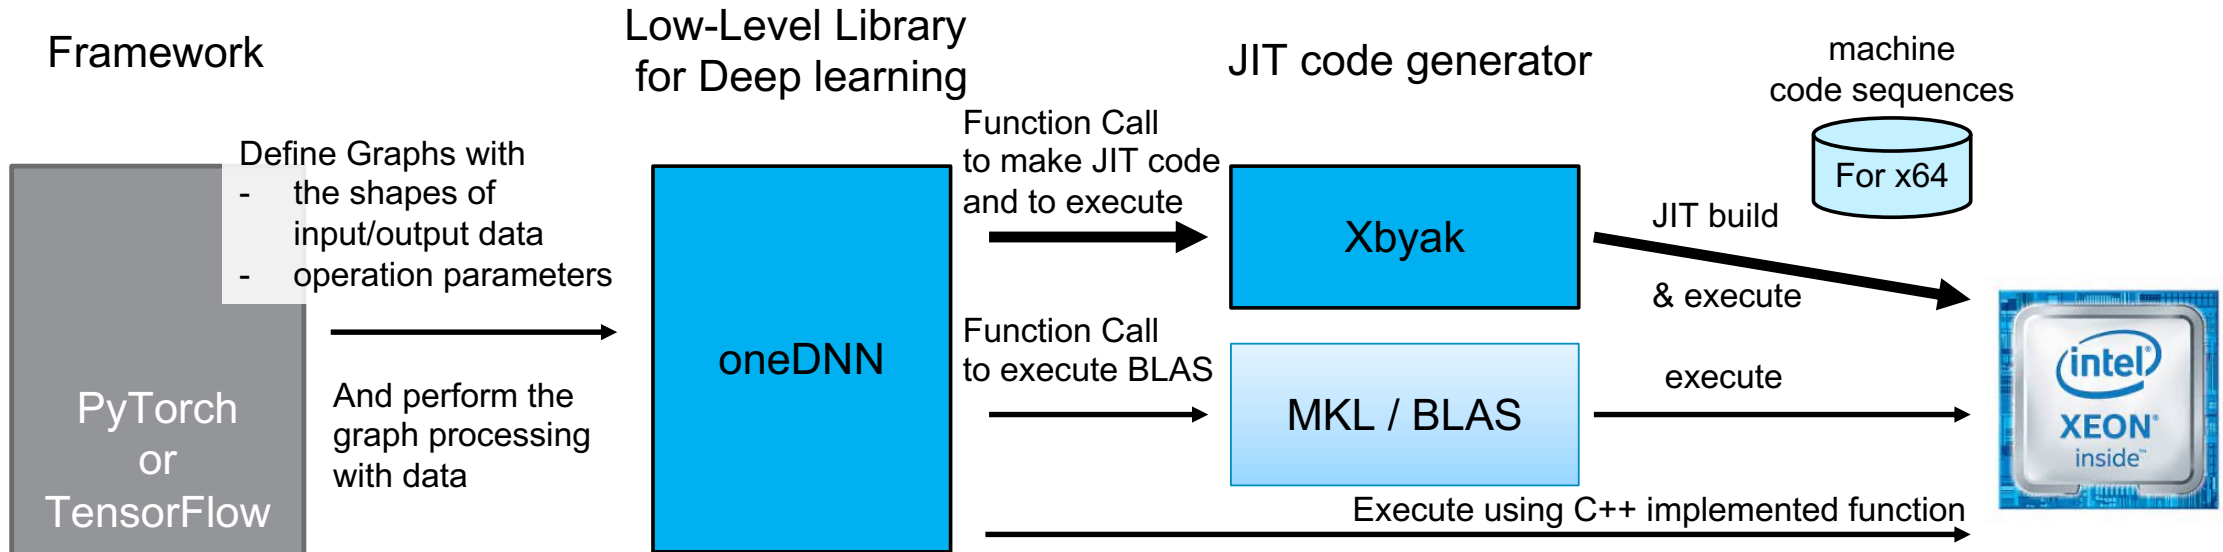 Framework
Low-Level Library
for Deep learning
JIT code generator
machine
code sequences
For x64
Define Graphs with
- the shapes of
input/output data
- operation parameters
And perform the
graph processing
with data
PyTorch
or
TensorFlow
oneDNN
Function Call
to make JIT code
and to execute
Function Call
to execute BLAS
Xbyak
MKL / BLAS
JIT build
& execute
execute
Execute using C++ implemented function
intel®
XEON®
inside™